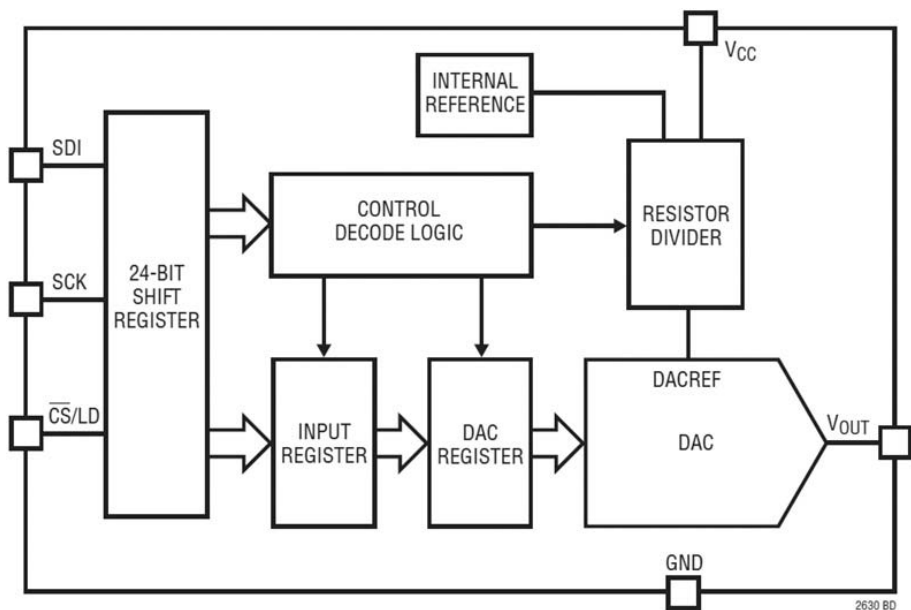 VCC
INTERNAL
REFERENCE
SDI
CONTROL
DECODE LOGIC
RESISTOR
DIVIDER
24-BIT
SHIFT
REGISTER
SCK
DACREF
CS/LD
INPUT
REGISTER
DAC
REGISTER
DAC
VOUT
GND
2630 BD